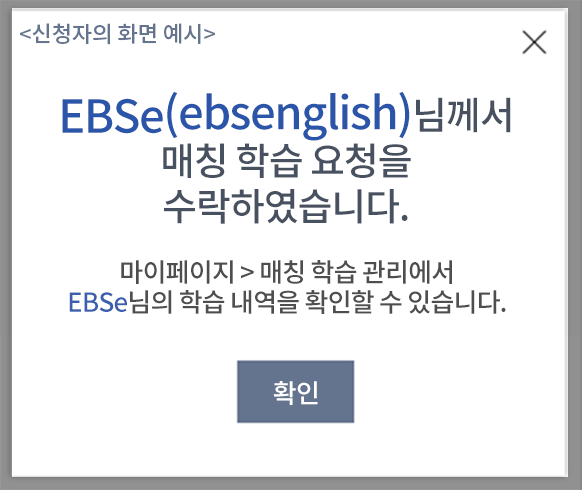 <신청자의 화면 예시>
EBSe(ebsenglish)님께서
매칭 학습 요청을
수락하였습니다.
마이페이지 > 매칭 학습 관리에서
EBSe님의 학습 내역을 확인할 수 있습니다.
확인